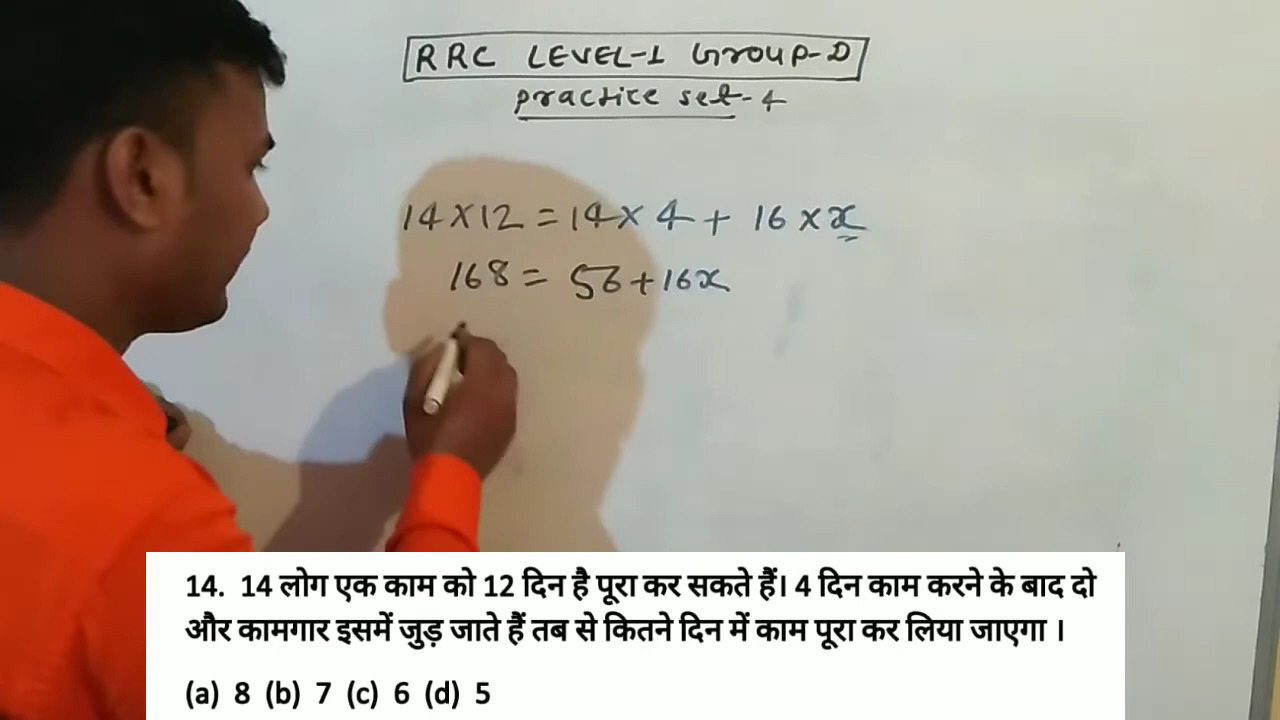 RRC LEVEL-1 GROUP-D
practice set-4
14×12=14×4+16×x
168=56+16x
14. 14 लोग एक काम को 12 दिन है पूरा कर सकते हैं। 4 दिन काम करने के बाद दो
और कामगार इसमें जुड़ जाते हैं तब से कितने दिन में काम पूरा कर लिया जाएगा ।
(a) 8 (b) 7 (c) 6 (d) 5